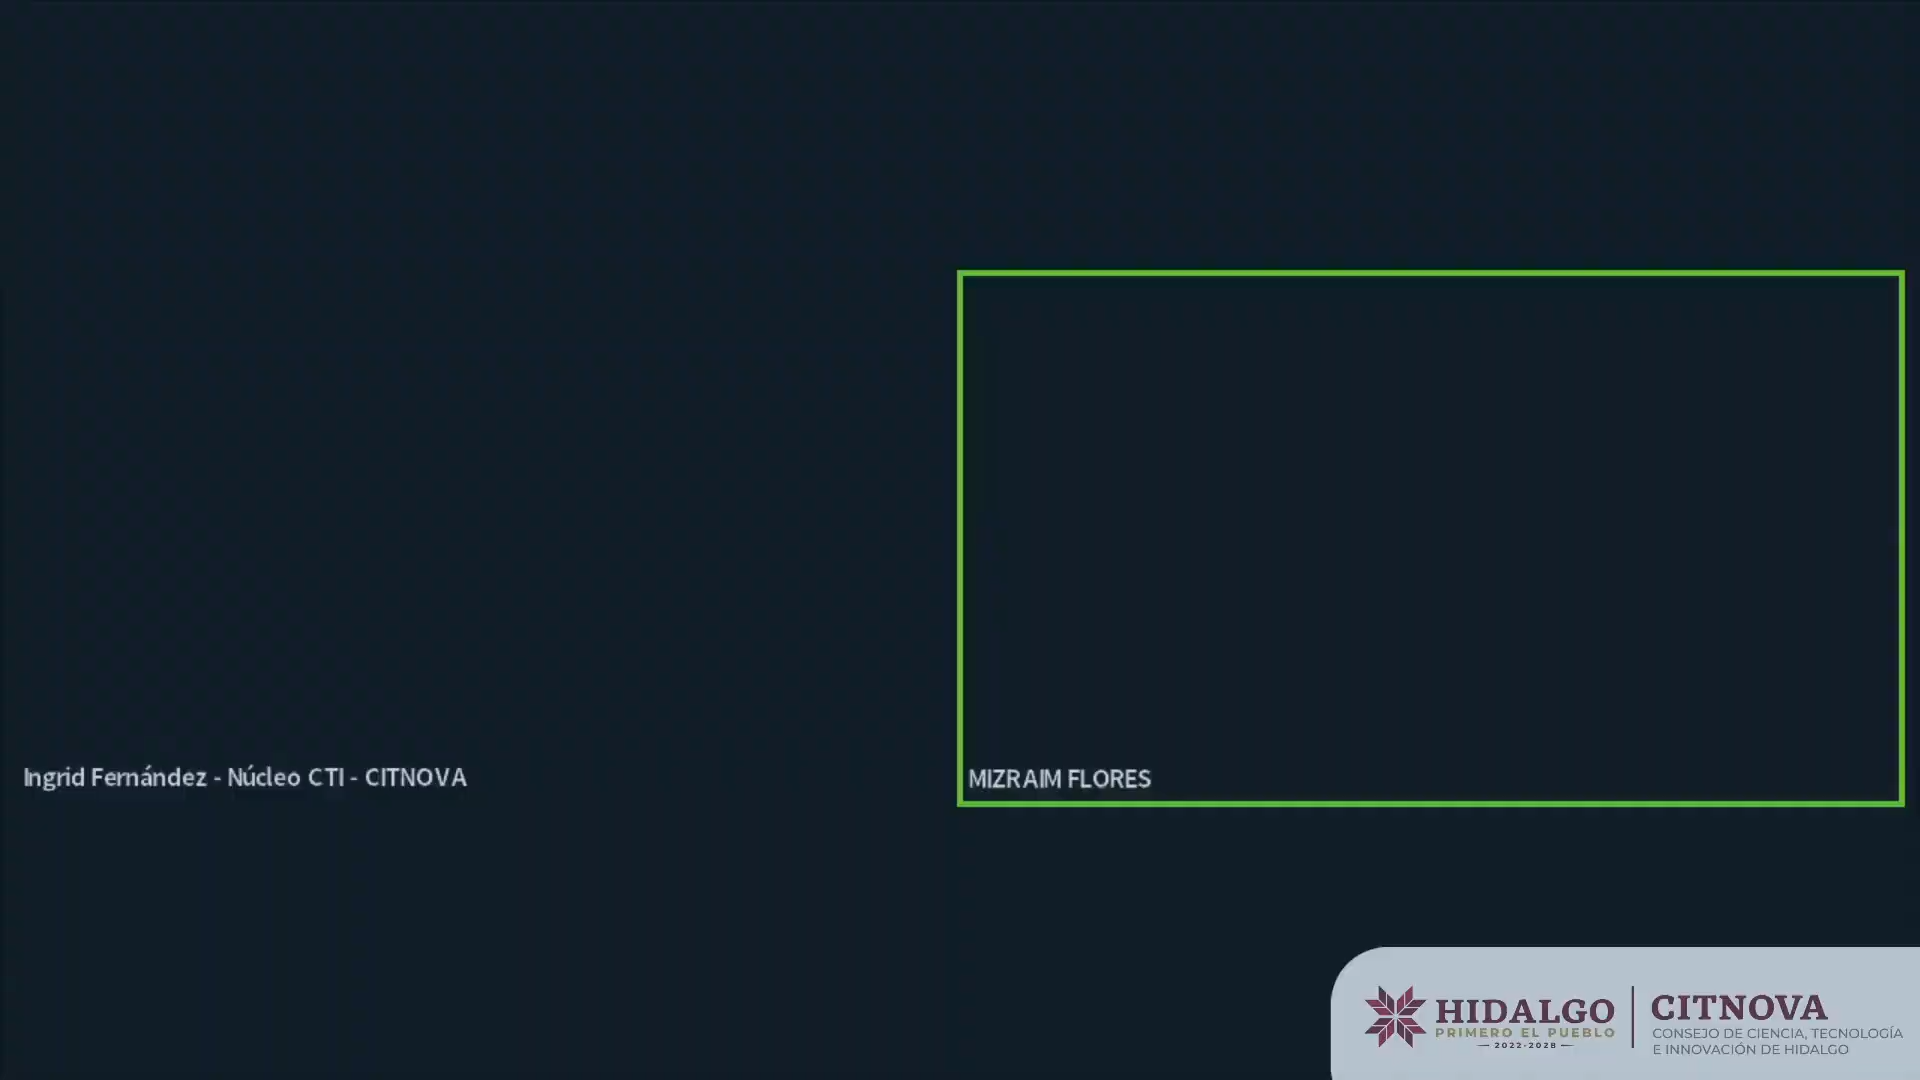 Ingrid Fernández - Núcleo CTI - CITNOVA
MIZRAIM FLORES
HIDALGO
PRIMERO EL PUEBLO
2022-2028
CITNOVA
CONSEJO DE CIENCIA, TECNOLOGÍA
E INNOVACIÓN DE HIDALGO